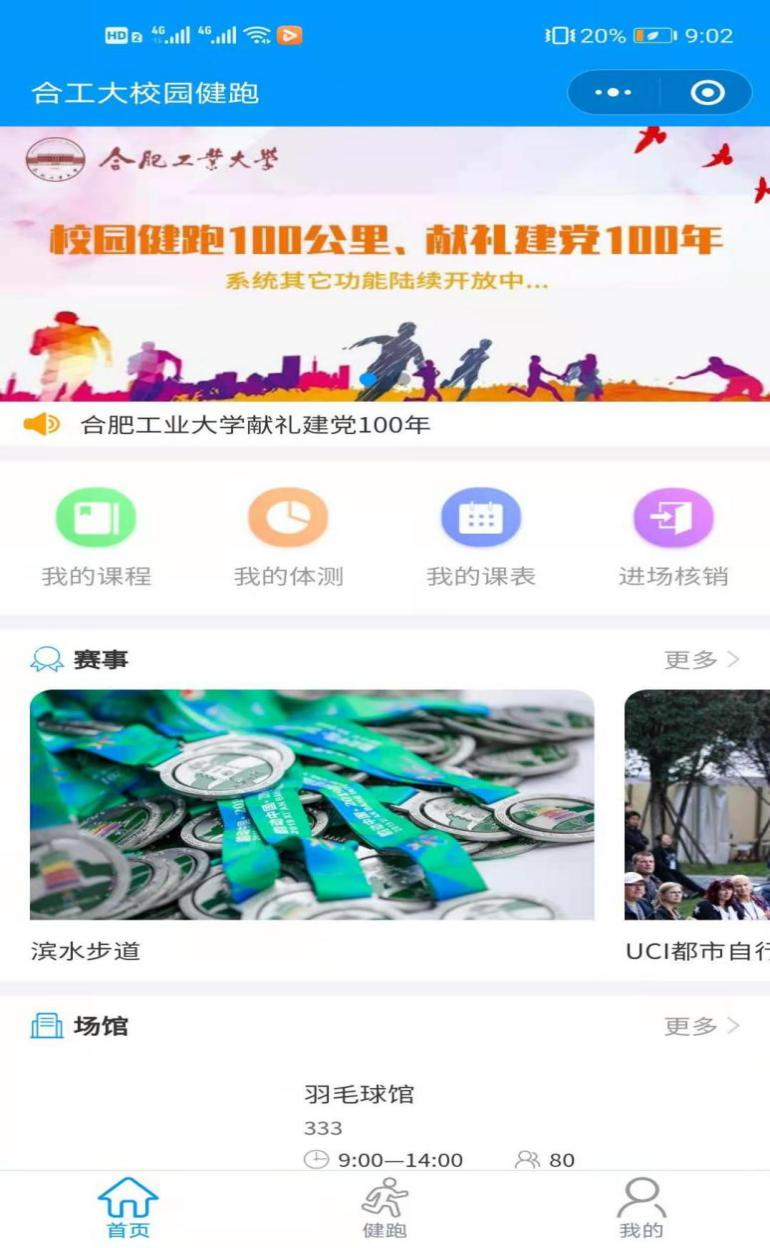 HD 2 4G 4G 20% 9:02
合工大校园健跑
合肥工业大学
校园健跑100公里、献礼建党100年
系统其它功能陆续开放中...
合肥工业大学献礼建党100年
我的课程 我的体测 我的课表 进场核销
赛事 更多
滨水步道 UCI都市自行
场馆 更多
羽毛球馆
333
9:00—14:00 80
首页 健跑 我的